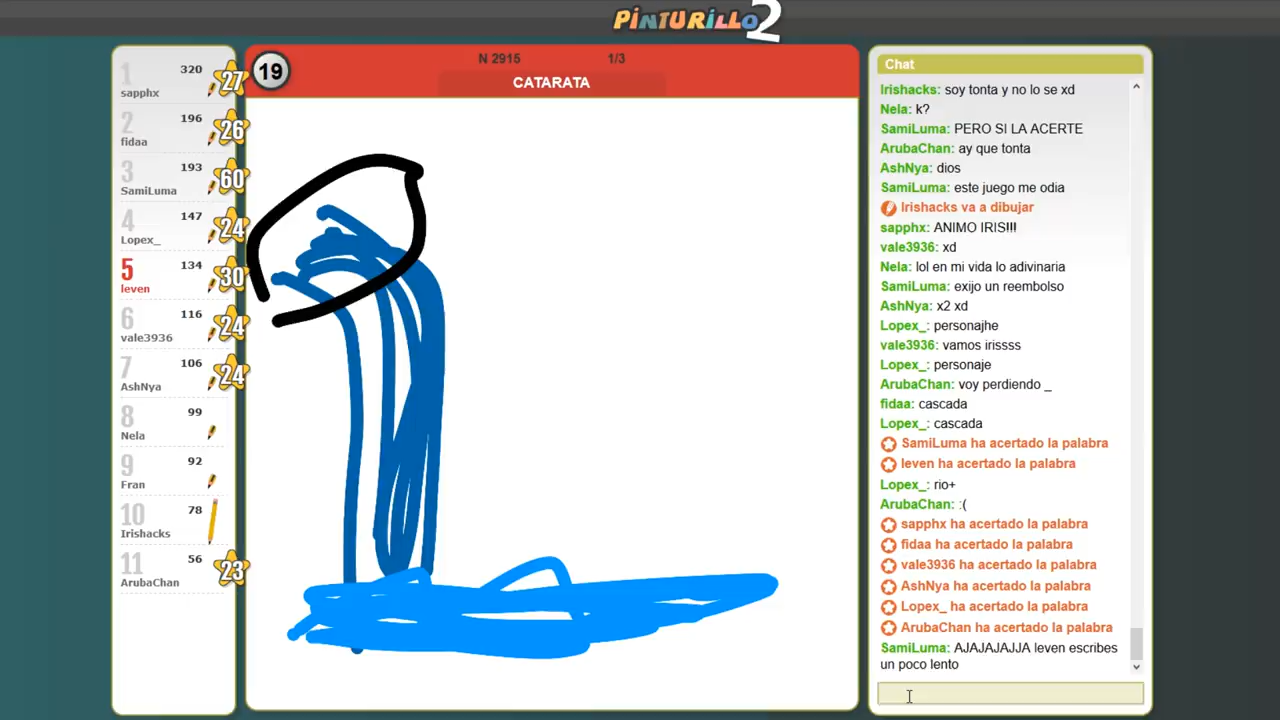 PiNTURiLLO2
N 2915 1/3
19
CATARATA
1 320 27
sapphx
2 196 26
fidaa
3 193 60
SamiLuma
4 147 24
Lopex_
5 134 30
leven
6 116 24
vale3936
7 106 24
AshNya
8 99
Nela
9 92
Fran
10 78
Irishacks
11 56 23
ArubaChan
Chat
Irishacks: soy tonta y no lo se xd
Nela: k?
SamiLuma: PERO SI LA ACERTE
ArubaChan: ay que tonta
AshNya: dios
SamiLuma: este juego me odia
Irishacks va a dibujar
sapphx: ANIMO IRIS!!!
vale3936: xd
Nela: lol en mi vida lo adivinaria
SamiLuma: exijo un reembolso
AshNya: x2 xd
Lopex_: personajhe
vale3936: vamos irissss
Lopex_: personaje
ArubaChan: voy perdiendo _
fidaa: cascada
Lopex_: cascada
SamiLuma ha acertado la palabra
leven ha acertado la palabra
Lopex_: rio+
ArubaChan: :(
sapphx ha acertado la palabra
fidaa ha acertado la palabra
vale3936 ha acertado la palabra
AshNya ha acertado la palabra
Lopex_ ha acertado la palabra
ArubaChan ha acertado la palabra
SamiLuma: AJAJAJAJJA leven escribes
un poco lento